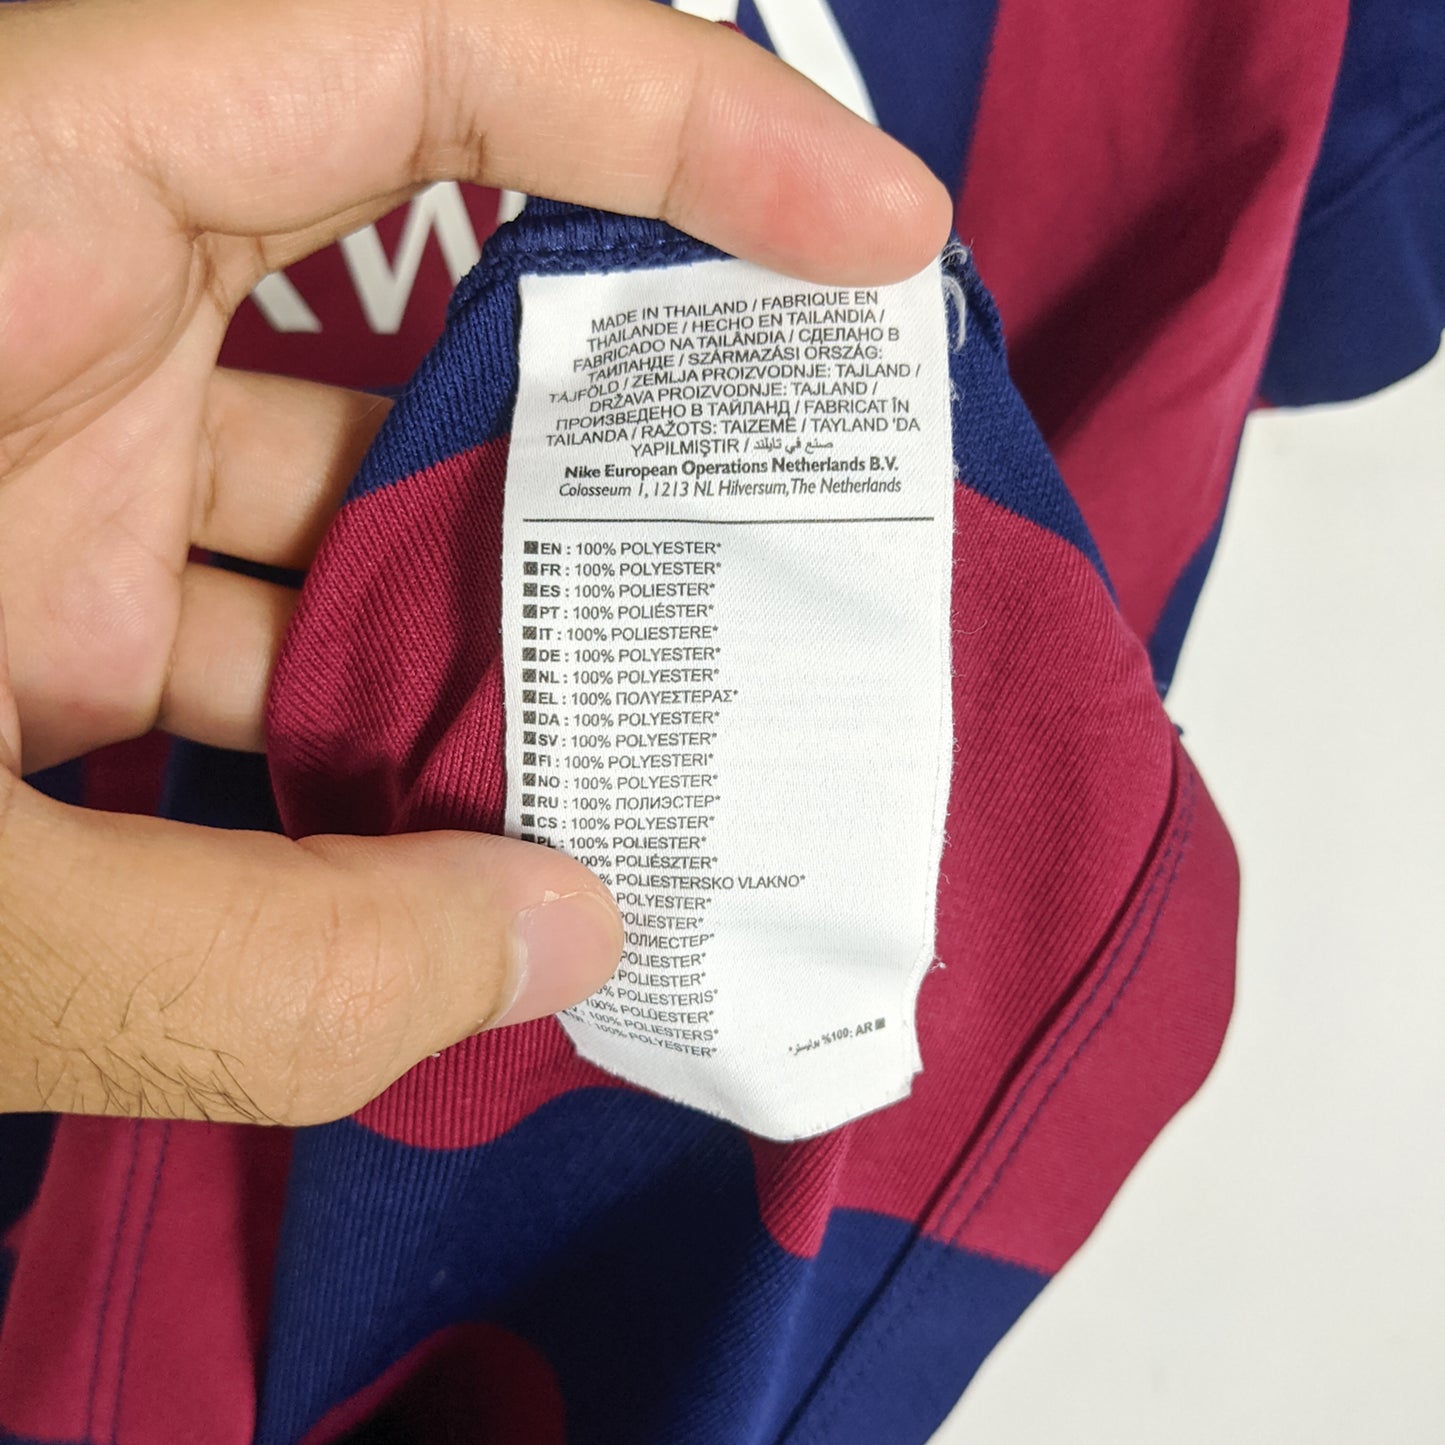 MADE IN THAILAND / FABRIQUE EN
THAILANDE / HECHO EN TAILANDIA /
FABRICADO NA TAILÂNDIA / СДЕЛАНО В
ТАИЛАНДЕ / SZÁRMAZÁSI ORSZÁG:
TÁJFÖLD / ZEMLJA PROIZVODNJE: TAJLAND /
DRŽAVA PROIZVODNJE: TAJLAND /
ПРОИЗВЕДЕНО В ТАЙЛАНД / FABRICAT ÎN
TAILANDA / RAŽOTS: TAIZEMĒ / TAYLAND 'DA
YAPILMIŞTIR / صنع في تايلند
Nike European Operations Netherlands B.V.
Colosseum 1, 1213 NL Hilversum, The Netherlands
EN : 100% POLYESTER*
FR : 100% POLYESTER*
ES : 100% POLIESTER*
PT : 100% POLIÉSTER*
IT : 100% POLIESTERE*
DE : 100% POLYESTER*
NL : 100% POLYESTER*
EL : 100% ΠΟΛΥΕΣΤΕΡΑΣ*
DA : 100% POLYESTER*
SV : 100% POLYESTER*
FI : 100% POLYESTERI*
NO : 100% POLYESTER*
RU : 100% ПОЛИЭСТЕР*
CS : 100% POLYESTER*
PL : 100% POLIESTER*
00% POLIÉSZTER*
% POLIESTERSKO VLAKNO*
POLYESTER*
POLIESTER*
ПОЛИЕСТЕР*
POLIESTER*
POLIESTER*
% POLIESTERIS*
100% POLÜESTER*
100% POLIESTERS*
100% POLYESTER*
AR :100% بوليستر*